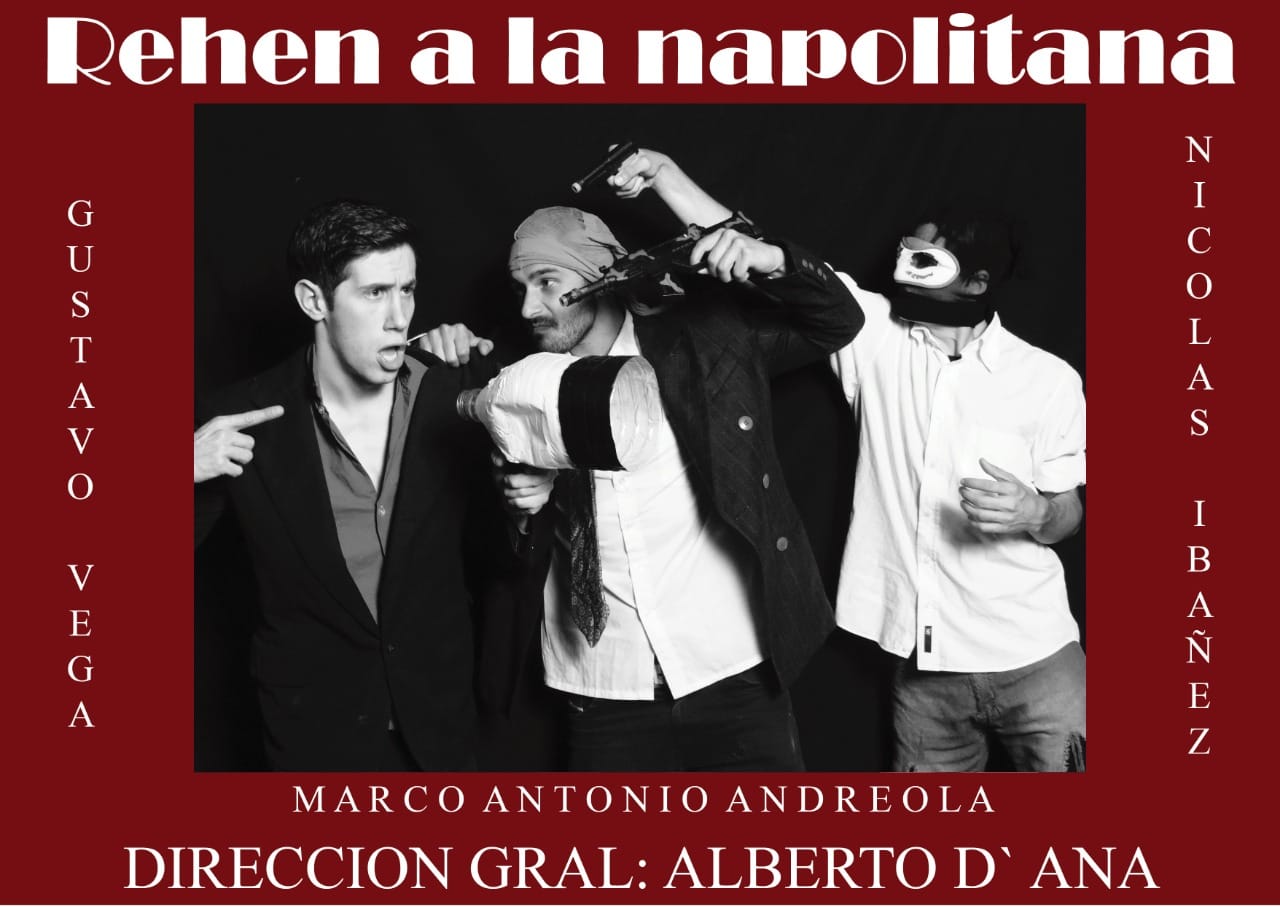 Rehen a la napolitana
GUSTAVO VEGA
NICOLAS IBAÑEZ
MARCO ANTONIO ANDREOLA
DIRECCION GRAL: ALBERTO D` ANA